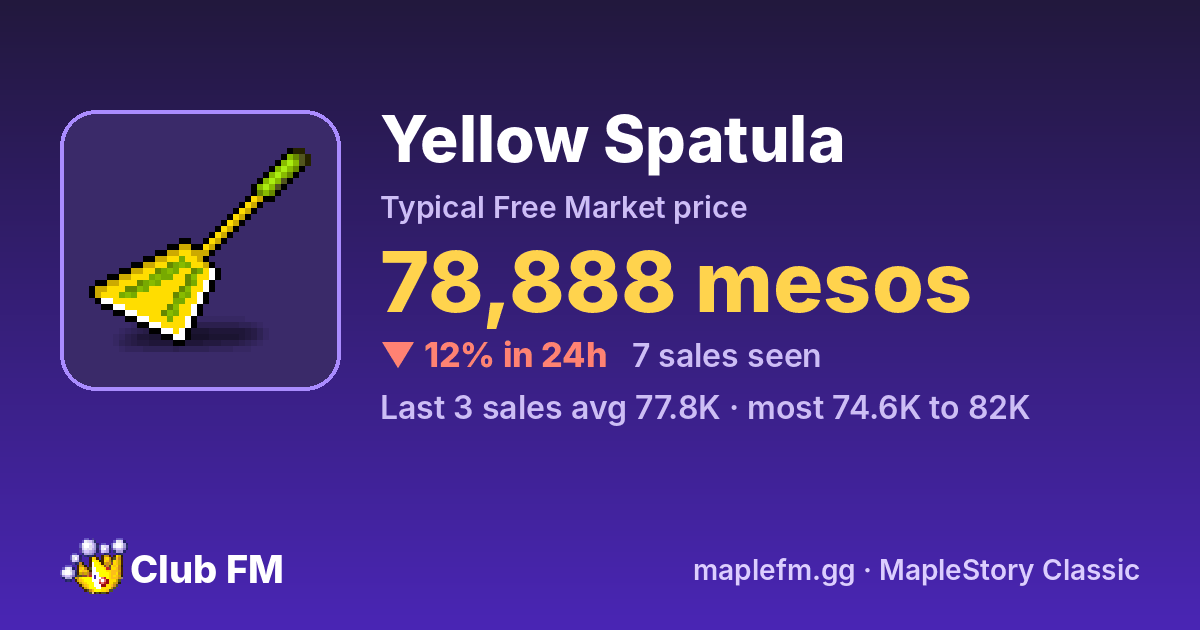 Yellow Spatula
Typical Free Market price
78,888 mesos
▼ 12% in 24h 7 sales seen
Last 3 sales avg 77.8K · most 74.6K to 82K
Club FM
maplefm.gg · MapleStory Classic